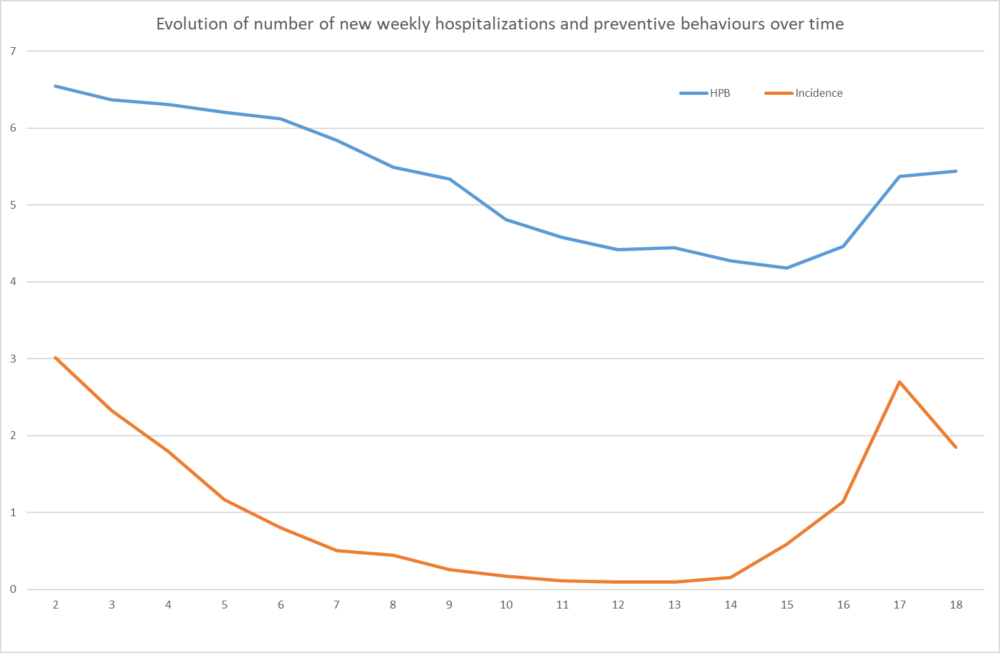 Evolution of number of new weekly hospitalizations and preventive behaviours over time
7
HPB Incidence
6
5
4
3
2
1
0
2 3 4 5 6 7 8 9 10 11 12 13 14 15 16 17 18